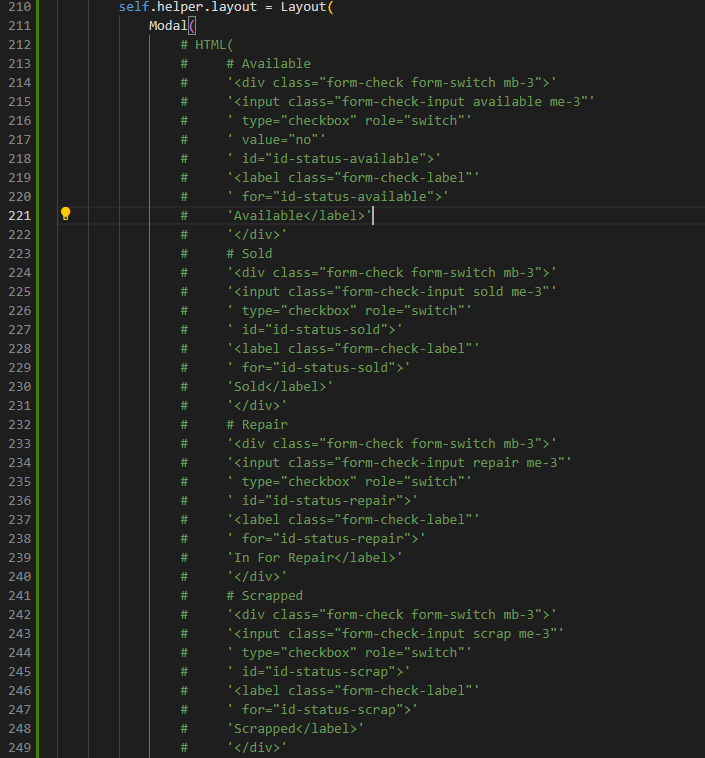 210 self.helper.layout = Layout(
211 Modal(
212 # HTML(
213 #     # Available
214 #     '<div class="form-check form-switch mb-3">'
215 #     '<input class="form-check-input available me-3"'
216 #     ' type="checkbox" role="switch"'
217 #     ' value="no"'
218 #     ' id="id-status-available">'
219 #     '<label class="form-check-label"'
220 #     ' for="id-status-available">'
221 #     'Available</label>'
222 #     '</div>'
223 #     # Sold
224 #     '<div class="form-check form-switch mb-3">'
225 #     '<input class="form-check-input sold me-3"'
226 #     ' type="checkbox" role="switch"'
227 #     ' id="id-status-sold">'
228 #     '<label class="form-check-label"'
229 #     ' for="id-status-sold">'
230 #     'Sold</label>'
231 #     '</div>'
232 #     # Repair
233 #     '<div class="form-check form-switch mb-3">'
234 #     '<input class="form-check-input repair me-3"'
235 #     ' type="checkbox" role="switch"'
236 #     ' id="id-status-repair">'
237 #     '<label class="form-check-label"'
238 #     ' for="id-status-repair">'
239 #     'In For Repair</label>'
240 #     '</div>'
241 #     # Scrapped
242 #     '<div class="form-check form-switch mb-3">'
243 #     '<input class="form-check-input scrap me-3"'
244 #     ' type="checkbox" role="switch"'
245 #     ' id="id-status-scrap">'
246 #     '<label class="form-check-label"'
247 #     ' for="id-status-scrap">'
248 #     'Scrapped</label>'
249 #     '</div>'